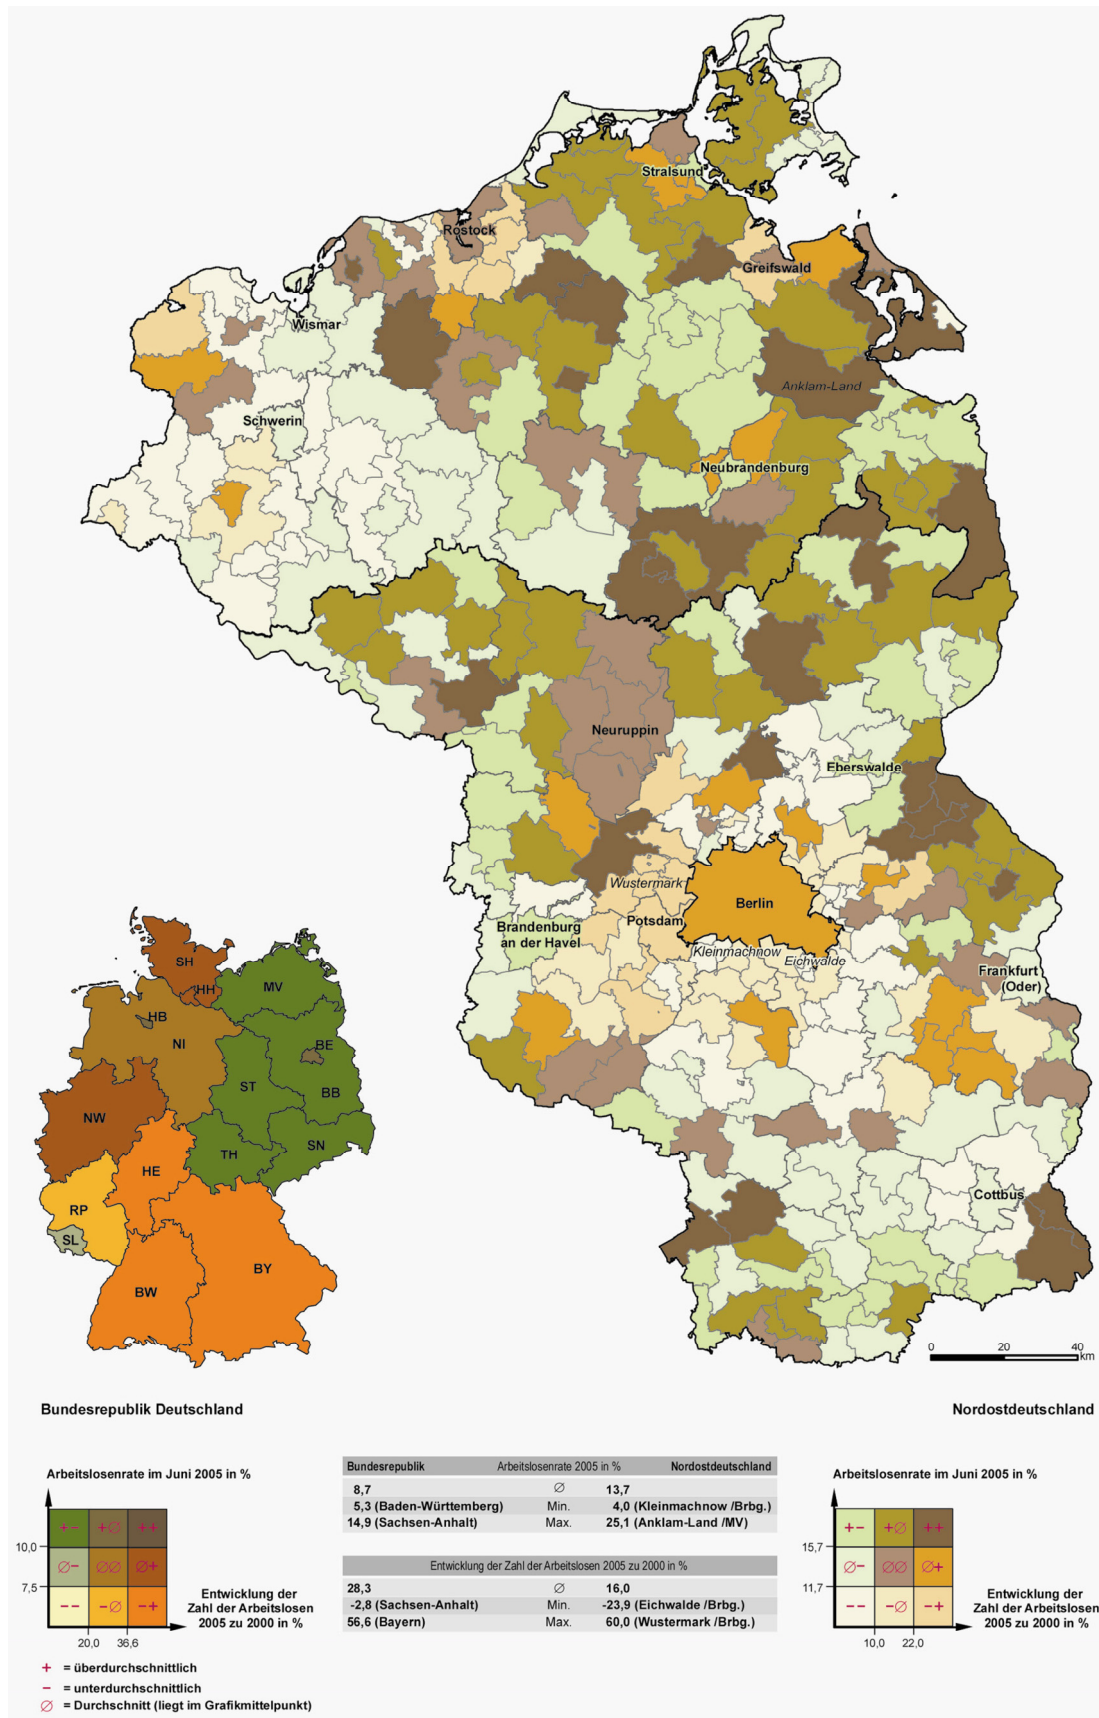 Stralsund
Rostock
Greifswald
Wismar
Anklam-Land
Schwerin
Neubrandenburg
Neuruppin
Eberswalde
Wustermark
Berlin
Potsdam
Brandenburg
an der Havel
Kleinmachnow
Eichwalde
Frankfurt
(Oder)
Cottbus
SH
HH
MV
HB
NI
BE
ST
BB
NW
TH
SN
HE
RP
SL
BW
BY
0 20 40
km
Bundesrepublik Deutschland
Nordostdeutschland
Arbeitslosenrate im Juni 2005 in %
+- +∅ ++
10,0
∅- ∅∅ ∅+
7,5
-- -∅ -+
20,0 36,6
Entwicklung der
Zahl der Arbeitslosen
2005 zu 2000 in %
+ = überdurchschnittlich
- = unterdurchschnittlich
∅ = Durchschnitt (liegt im Grafikmittelpunkt)
Bundesrepublik Arbeitslosenrate 2005 in % Nordostdeutschland
8,7 ∅ 13,7
5,3 (Baden-Württemberg) Min. 4,0 (Kleinmachnow /Brbg.)
14,9 (Sachsen-Anhalt) Max. 25,1 (Anklam-Land /MV)
Entwicklung der Zahl der Arbeitslosen 2005 zu 2000 in %
28,3 ∅ 16,0
-2,8 (Sachsen-Anhalt) Min. -23,9 (Eichwalde /Brbg.)
56,6 (Bayern) Max. 60,0 (Wustermark /Brbg.)
Arbeitslosenrate im Juni 2005 in %
+- +∅ ++
15,7
∅- ∅∅ ∅+
11,7
-- -∅ -+
10,0 22,0
Entwicklung der
Zahl der Arbeitslosen
2005 zu 2000 in %